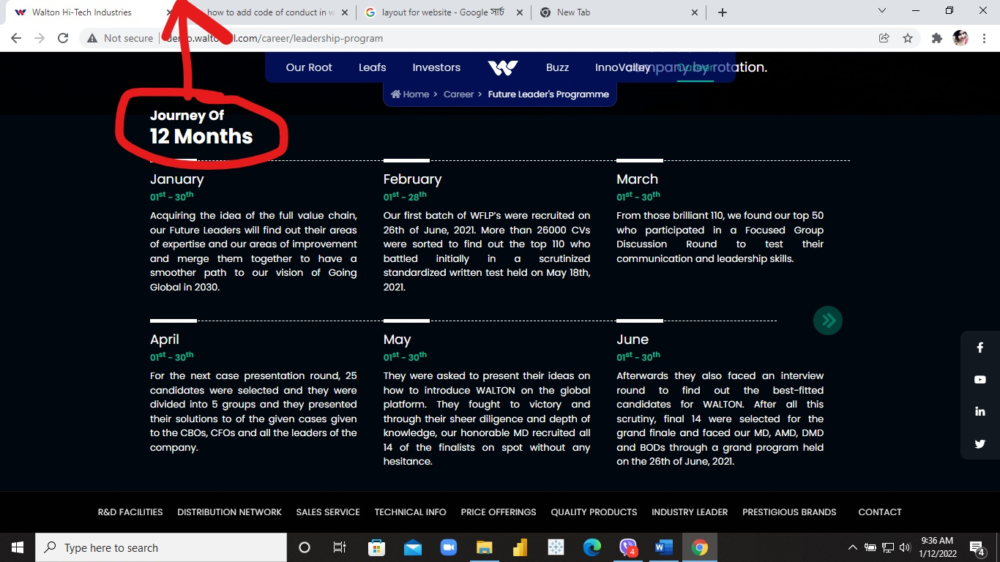 Walton Hi-Tech Industries
how to add code of conduct in w
layout for website - Google সার্চ
New Tab
Not secure
.com/career/leadership-program
company by rotation.
Our Root Leafs Investors Buzz InnoValley Career
Home > Career > Future Leader's Programme
Journey Of
12 Months
January
01st - 30th
Acquiring the idea of the full value chain,
our Future Leaders will find out their areas
of expertise and our areas of improvement
and merge them together to have a
smoother path to our vision of Going
Global in 2030.
February
01st - 28th
Our first batch of WFLP's were recruited on
26th of June, 2021. More than 26000 CVs
were sorted to find out the top 110 who
battled initially in a scrutinized
standardized written test held on May 18th,
2021.
March
01st - 30th
From those brilliant 110, we found our top 50
who participated in a Focused Group
Discussion Round to test their
communication and leadership skills.
April
01st - 30th
For the next case presentation round, 25
candidates were selected and they were
divided into 5 groups and they presented
their solutions to of the given cases given
to the CBOs, CFOs and all the leaders of the
company.
May
01st - 30th
They were asked to present their ideas on
how to introduce WALTON on the global
platform. They fought to victory and
through their sheer diligence and depth of
knowledge, our honorable MD recruited all
14 of the finalists on spot without any
hesitance.
June
01st - 30th
Afterwards they also faced an interview
round to find out the best-fitted
candidates for WALTON. After all this
scrutiny, final 14 were selected for the
grand finale and faced our MD, AMD, DMD
and BODs through a grand program held
on the 26th of June, 2021.
R&D FACILITIES DISTRIBUTION NETWORK SALES SERVICE TECHNICAL INFO PRICE OFFERINGS QUALITY PRODUCTS INDUSTRY LEADER PRESTIGIOUS BRANDS CONTACT
Type here to search
4
9:36 AM
1/12/2022
4